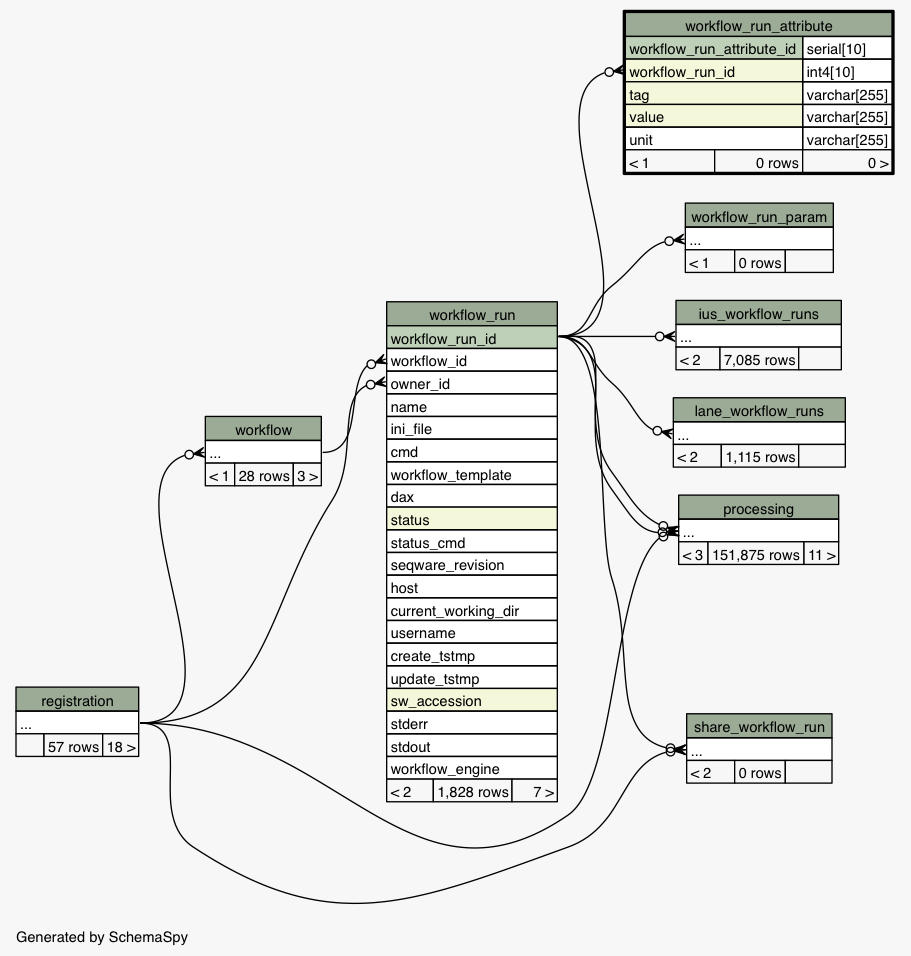 workflow_run_attribute
workflow_run_attribute_id serial[10]
workflow_run_id int4[10]
tag varchar[255]
value varchar[255]
unit varchar[255]
< 1 0 rows 0 >
workflow_run_param
...
< 1 0 rows
ius_workflow_runs
...
< 2 7,085 rows
lane_workflow_runs
...
< 2 1,115 rows
processing
...
< 3 151,875 rows 11 >
share_workflow_run
...
< 2 0 rows
workflow_run
workflow_run_id
workflow_id
owner_id
name
ini_file
cmd
workflow_template
dax
status
status_cmd
seqware_revision
host
current_working_dir
username
create_tstmp
update_tstmp
sw_accession
stderr
stdout
workflow_engine
< 2 1,828 rows 7 >
workflow
...
< 1 28 rows 3 >
registration
...
57 rows 18 >
Generated by SchemaSpy